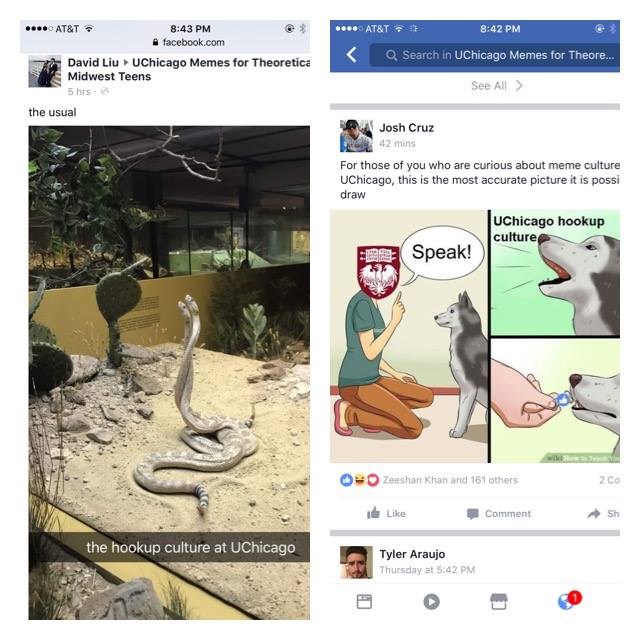 AT&T
8:43 PM
facebook.com
David Liu ▸ UChicago Memes for Theoretica
Midwest Teens
5 hrs
the usual
the hookup culture at UChicago
AT&T
8:42 PM
Search in UChicago Memes for Theore...
See All
Josh Cruz
42 mins
For those of you who are curious about meme culture
UChicago, this is the most accurate picture it is possi
draw
Speak!
UChicago hookup
culture
wikiHow to Teach You
Zeeshan Khan and 161 others
2 Co
Like
Comment
Sh
Tyler Araujo
Thursday at 5:42 PM
1